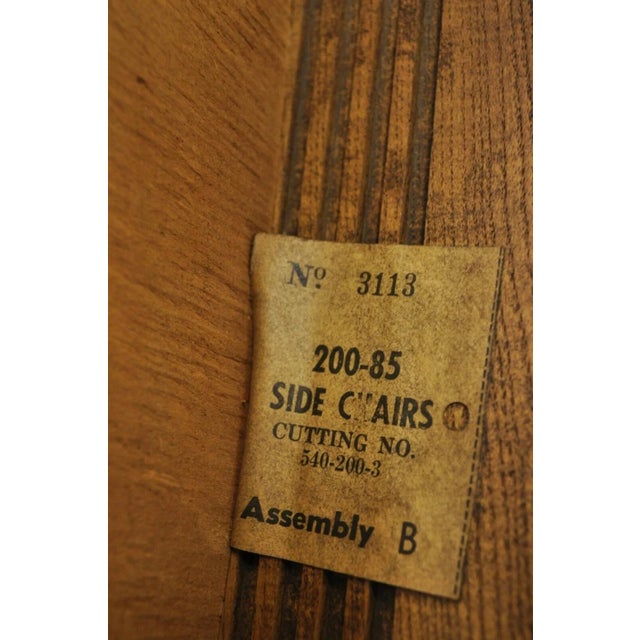 Nº 3113
200-85
SIDE CHAIRS
CUTTING NO.
540-200-3
Assembly B